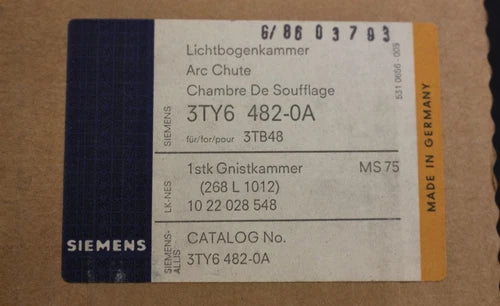 6/86 03793
Lichtbogenkammer
Arc Chute
Chambre De Soufflage
SIEMENS
3TY6 482-0A
für/for/pour 3TB48
531 0656 - 005
LK-NES
1stk Gnistkammer MS 75
(268 L 1012)
10 22 028 548
SIEMENS-
ALLIS
CATALOG No.
3TY6 482-0A
SIEMENS
MADE IN GERMANY